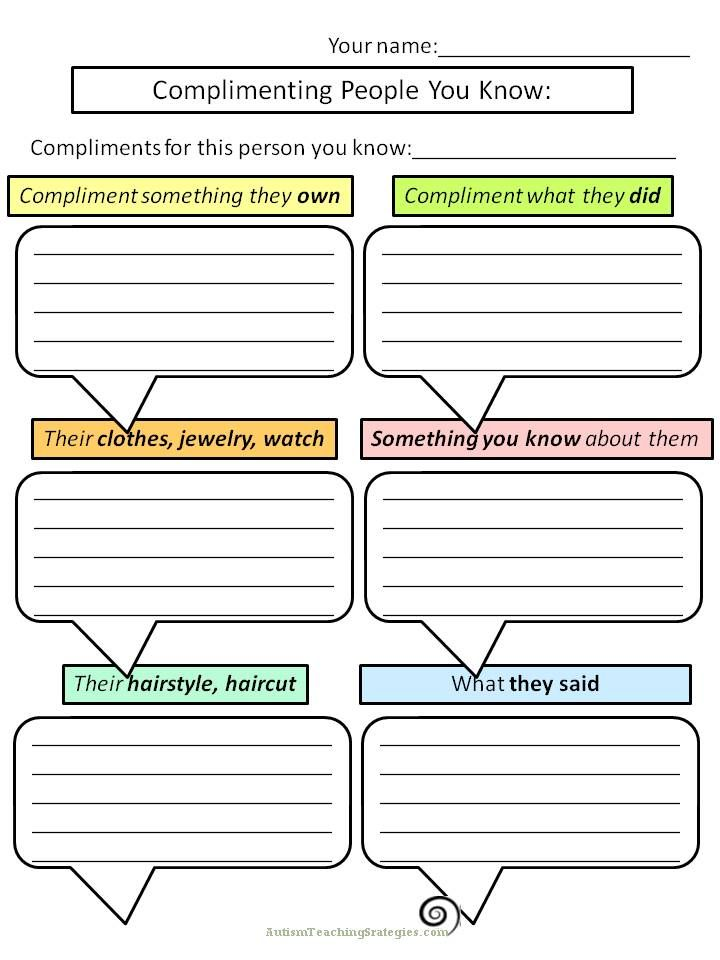 Your name:
Complimenting People You Know:
Compliments for this person you know:
Compliment something they own
Compliment what they did
Their clothes, jewelry, watch
Something you know about them
Their hairstyle, haircut
What they said
AutismTeachingSrategies.com